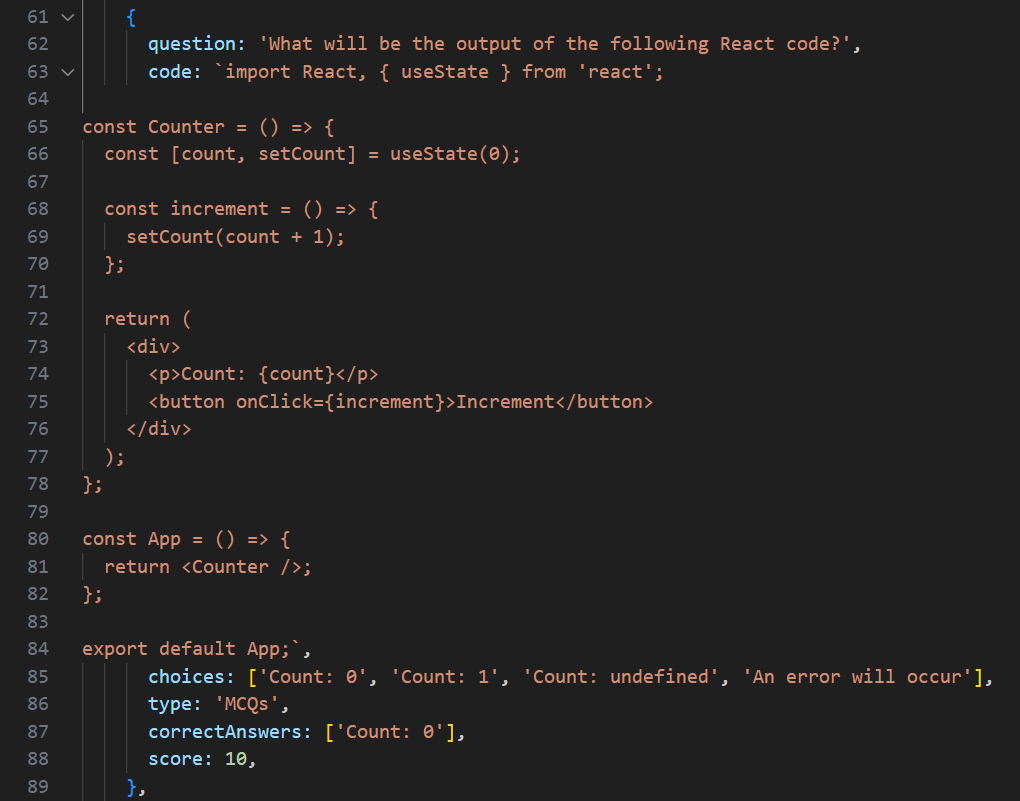 61 {
62 question: 'What will be the output of the following React code?',
63 code: `import React, { useState } from 'react';
64
65 const Counter = () => {
66 const [count, setCount] = useState(0);
67
68 const increment = () => {
69 setCount(count + 1);
70 };
71
72 return (
73 <div>
74 <p>Count: {count}</p>
75 <button onClick={increment}>Increment</button>
76 </div>
77 );
78 };
79
80 const App = () => {
81 return <Counter />;
82 };
83
84 export default App;`,
85 choices: ['Count: 0', 'Count: 1', 'Count: undefined', 'An error will occur'],
86 type: 'MCQs',
87 correctAnswers: ['Count: 0'],
88 score: 10,
89 },